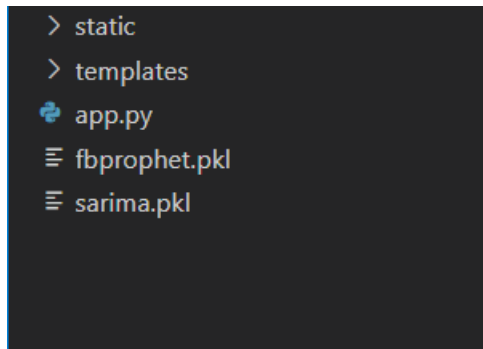 static
templates
app.py
fbprophet.pkl
sarima.pkl